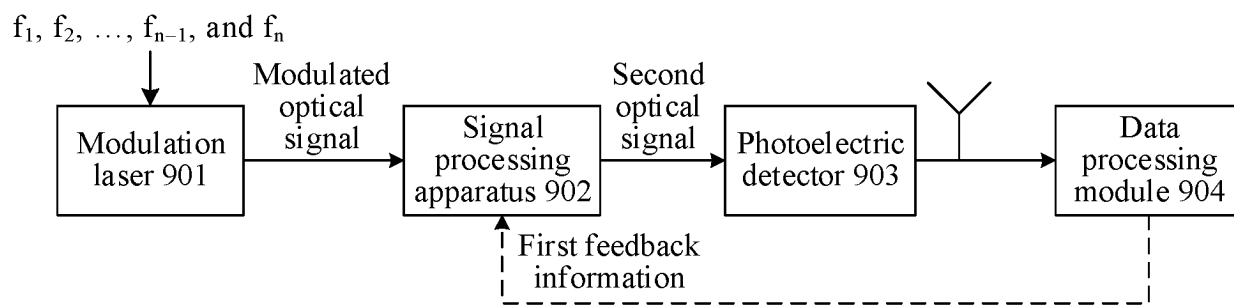 f1, f2, …, fn−1, and fn
Modulation
laser 901
Modulated
optical
signal
Signal
processing
apparatus 902
Second
optical
signal
Photoelectric
detector 903
Data
processing
module 904
First feedback
information